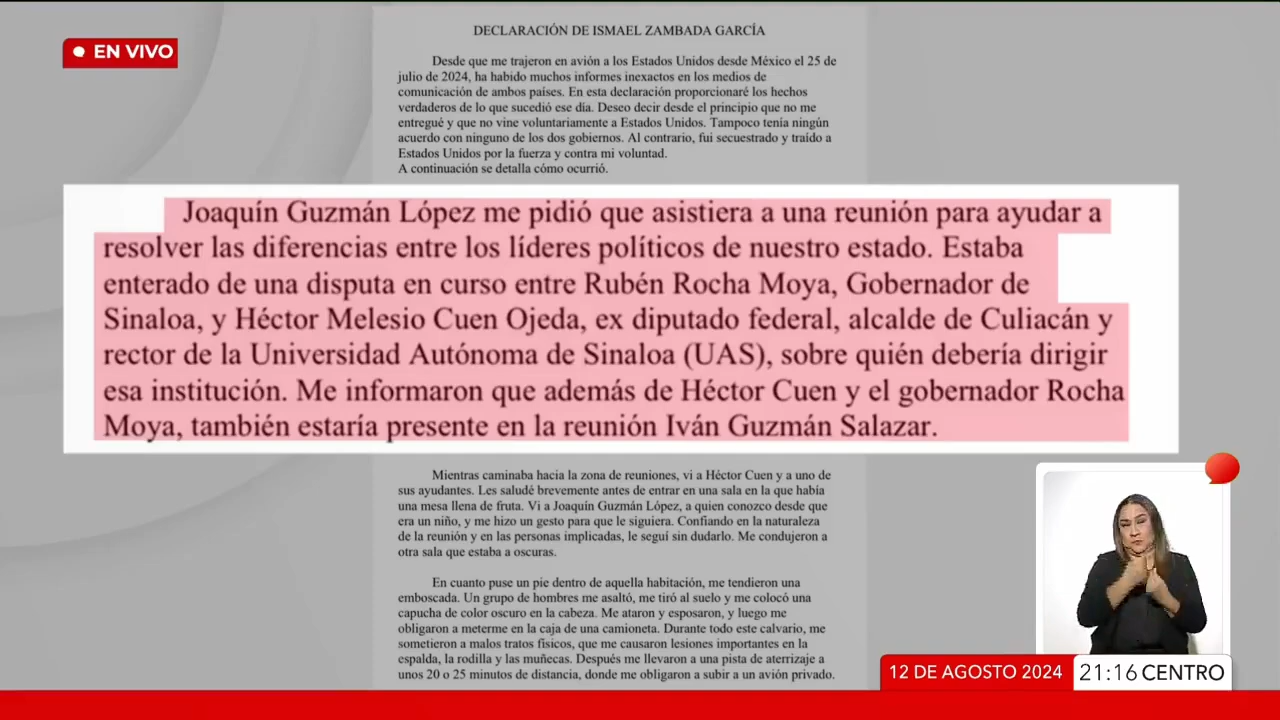 EN VIVO
DECLARACIÓN DE ISMAEL ZAMBADA GARCÍA
Desde que me trajeron en avión a los Estados Unidos desde México el 25 de
julio de 2024, ha habido muchos informes inexactos en los medios de
comunicación de ambos países. En esta declaración proporcionaré los hechos
verdaderos de lo que sucedió ese día. Deseo decir desde el principio que no me
entregué y que no vine voluntariamente a Estados Unidos. Tampoco tenía ningún
acuerdo con ninguno de los dos gobiernos. Al contrario, fui secuestrado y traído a
Estados Unidos por la fuerza y contra mi voluntad.
A continuación se detalla cómo ocurrió.
Joaquín Guzmán López me pidió que asistiera a una reunión para ayudar a
resolver las diferencias entre los líderes políticos de nuestro estado. Estaba
enterado de una disputa en curso entre Rubén Rocha Moya, Gobernador de
Sinaloa, y Héctor Melesio Cuen Ojeda, ex diputado federal, alcalde de Culiacán y
rector de la Universidad Autónoma de Sinaloa (UAS), sobre quién debería dirigir
esa institución. Me informaron que además de Héctor Cuen y el gobernador Rocha
Moya, también estaría presente en la reunión Iván Guzmán Salazar.
Mientras caminaba hacia la zona de reuniones, vi a Héctor Cuen y a uno de
sus ayudantes. Les saludé brevemente antes de entrar en una sala en la que había
una mesa llena de fruta. Vi a Joaquín Guzmán López, a quien conozco desde que
era un niño, y me hizo un gesto para que le siguiera. Confiando en la naturaleza
de la reunión y en las personas implicadas, le seguí sin dudarlo. Me condujeron a
otra sala que estaba a oscuras.
En cuanto puse un pie dentro de aquella habitación, me tendieron una
emboscada. Un grupo de hombres me asaltó, me tiró al suelo y me colocó una
capucha de color oscuro en la cabeza. Me ataron y esposaron, y luego me
obligaron a meterme en la caja de una camioneta. Durante todo este calvario, me
sometieron a malos tratos físicos, que me causaron lesiones importantes en la
espalda, la rodilla y las muñecas. Después me llevaron a una pista de aterrizaje a
unos 20 o 25 minutos de distancia, donde me obligaron a subir a un avión privado.
12 DE AGOSTO 2024
21:16 CENTRO